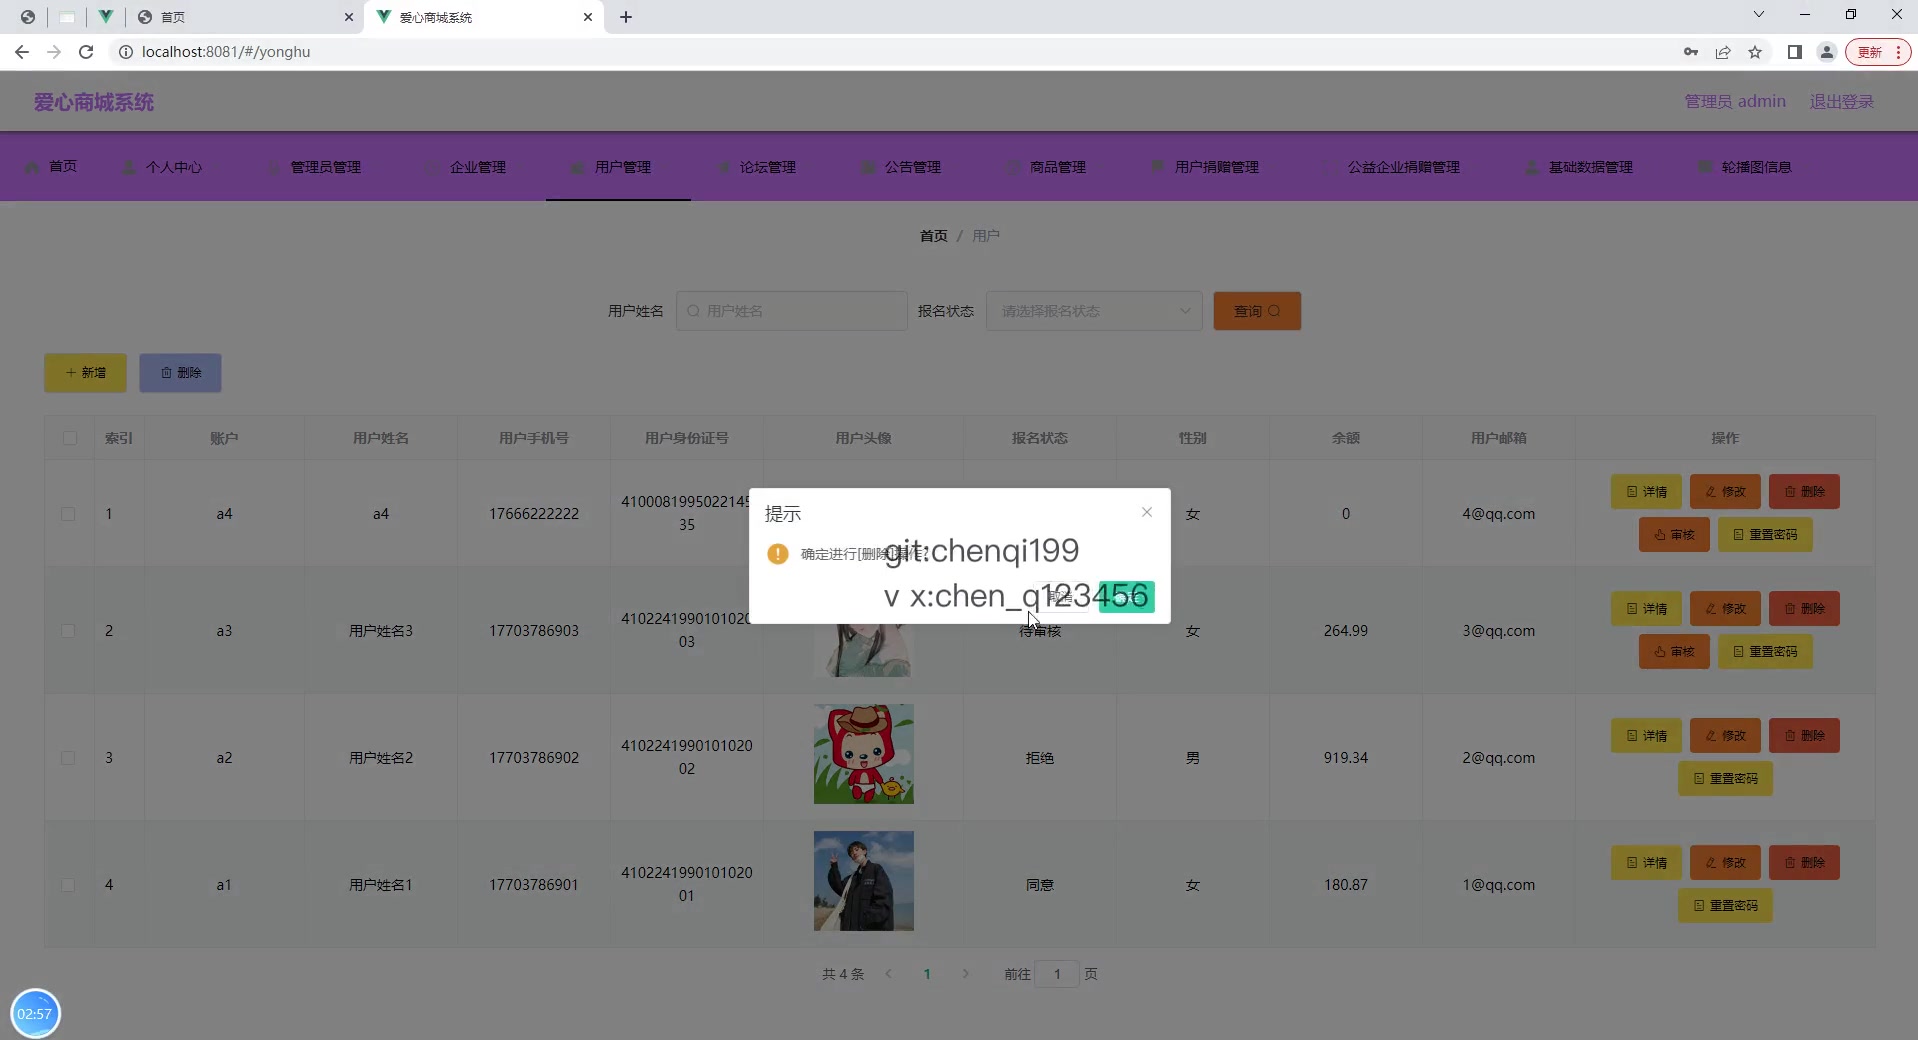 首页
爱心商城系统
localhost:8081/#/yonghu
更新
爱心商城系统
管理员 admin
退出登录
首页
个人中心
管理员管理
企业管理
用户管理
论坛管理
公告管理
商品管理
用户捐赠管理
公益企业捐赠管理
基础数据管理
轮播图信息
首页 / 用户
用户姓名
用户姓名
报名状态
请选择报名状态
查询
新增
删除
索引 账户 用户姓名 用户手机号 用户身份证号 用户头像 报名状态 性别 余额 用户邮箱 操作
1 a4 a4 17666222222 4100081995022145 女 0 4@qq.com
35
详情 修改 删除
审核 重置密码
2 a3 用户姓名3 17703786903 4102241990101020 待审核 女 264.99 3@qq.com
03
详情 修改 删除
审核 重置密码
3 a2 用户姓名2 17703786902 4102241990101020 拒绝 男 919.34 2@qq.com
02
详情 修改 删除
重置密码
4 a1 用户姓名1 17703786901 4102241990101020 同意 女 180.87 1@qq.com
01
详情 修改 删除
重置密码
提示
确定进行[删除]操作?
git:chenqi199
取消
v x:chen_q123456
共 4 条
1
前往 1 页
02:57